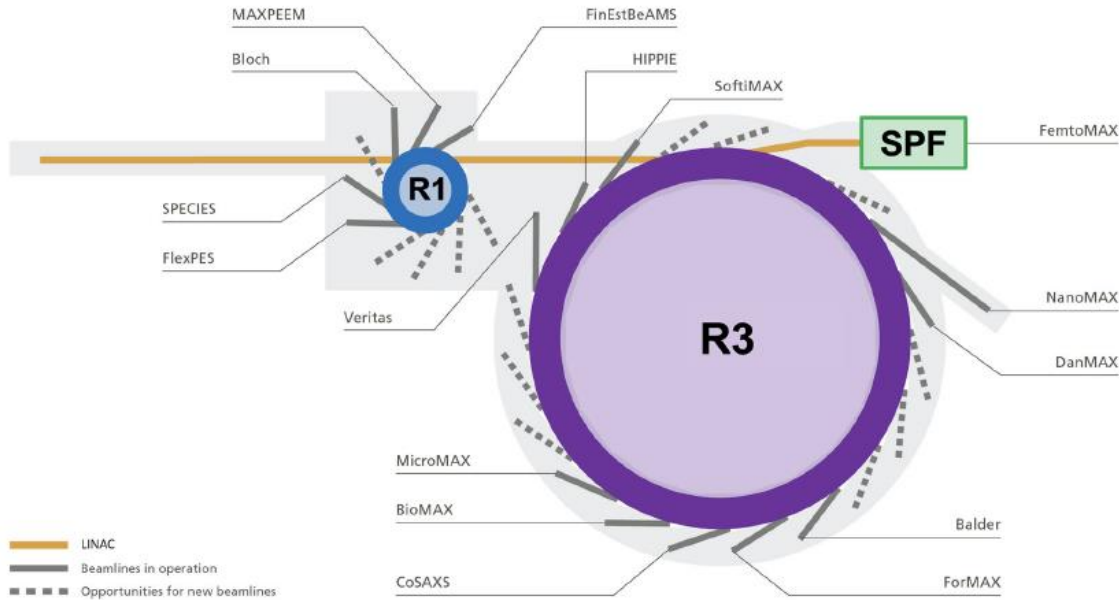 MAXPEEM
FinEstBeAMS
Bloch
HIPPIE
SoftiMAX
SPF
FemtoMAX
R1
SPECIES
FlexPES
Veritas
NanoMAX
R3
DanMAX
MicroMAX
BioMAX
Balder
LINAC
Beamlines in operation
CoSAXS
ForMAX
Opportunities for new beamlines